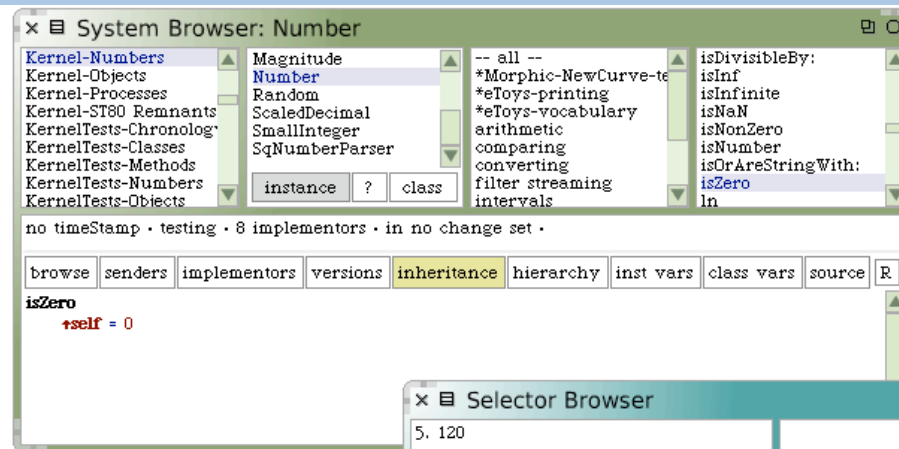 System Browser: Number
Kernel-Numbers
Kernel-Objects
Kernel-Processes
Kernel-ST80 Remnants
KernelTests-Chronology
KernelTests-Classes
KernelTests-Methods
KernelTests-Numbers
KernelTests-Objects
Magnitude
Number
Random
ScaledDecimal
SmallInteger
SqNumberParser
instance ? class
-- all --
*Morphic-NewCurve-te
*eToys-printing
*eToys-vocabulary
arithmetic
comparing
converting
filter streaming
intervals
isDivisibleBy:
isInf
isInfinite
isNaN
isNonZero
isNumber
isOrAreStringWith:
isZero
ln
no timeStamp · testing · 8 implementors · in no change set ·
browse senders implementors versions inheritance hierarchy inst vars class vars source R
isZero
↑self = 0
Selector Browser
5. 120